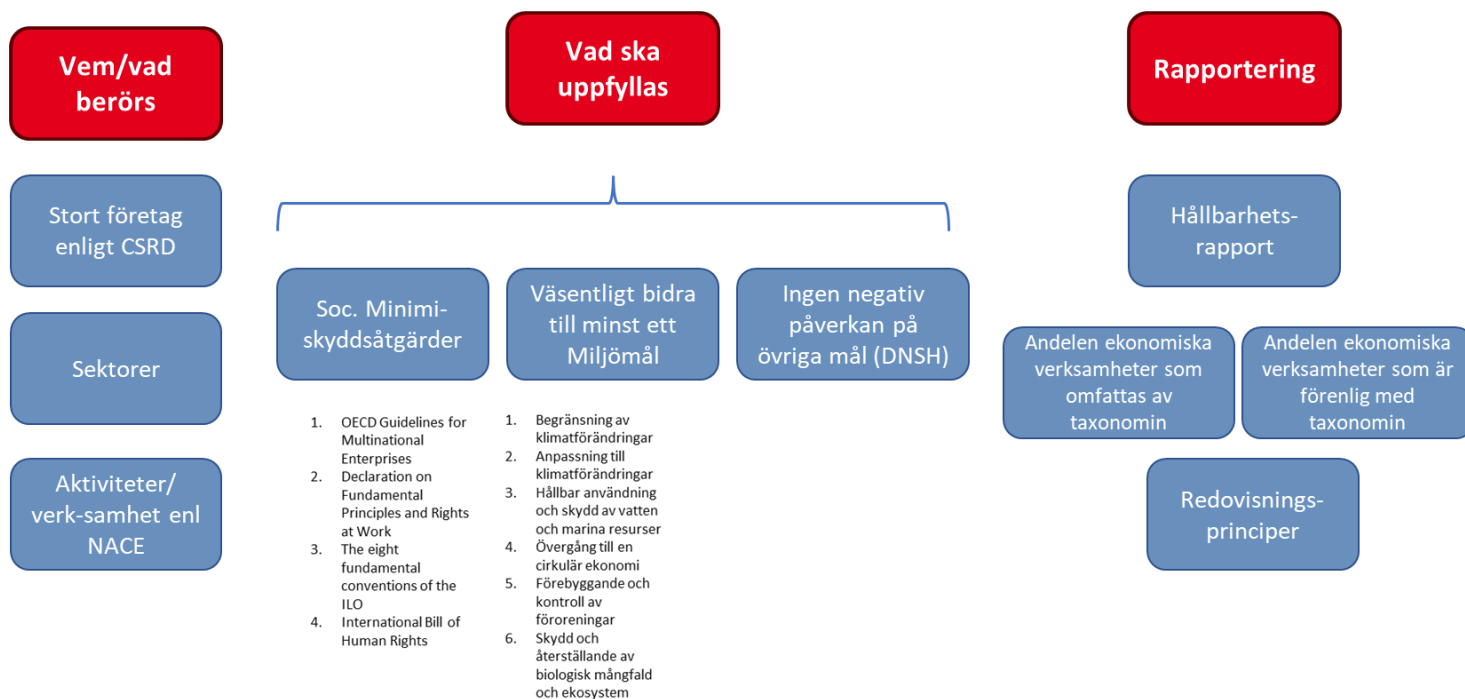 Vem/vad
berörs
Stort företag
enligt CSRD
Sektorer
Aktiviteter/
verk-samhet enl
NACE
Vad ska
uppfyllas
Soc. Minimi-
skyddsåtgärder
1. OECD Guidelines for
Multinational
Enterprises
2. Declaration on
Fundamental
Principles and Rights
at Work
3. The eight
fundamental
conventions of the
ILO
4. International Bill of
Human Rights
Väsentligt bidra
till minst ett
Miljömål
1. Begränsning av
klimatförändringar
2. Anpassning till
klimatförändringar
3. Hållbar användning
och skydd av vatten
och marina resurser
4. Övergång till en
cirkulär ekonomi
5. Förebyggande och
kontroll av
föroreningar
6. Skydd och
återställande av
biologisk mångfald
och ekosystem
Ingen negativ
påverkan på
övriga mål (DNSH)
Rapportering
Hållbarhets-
rapport
Andelen ekonomiska
verksamheter som
omfattas av
taxonomin
Andelen ekonomiska
verksamheter som är
förenlig med
taxonomin
Redovisnings-
principer